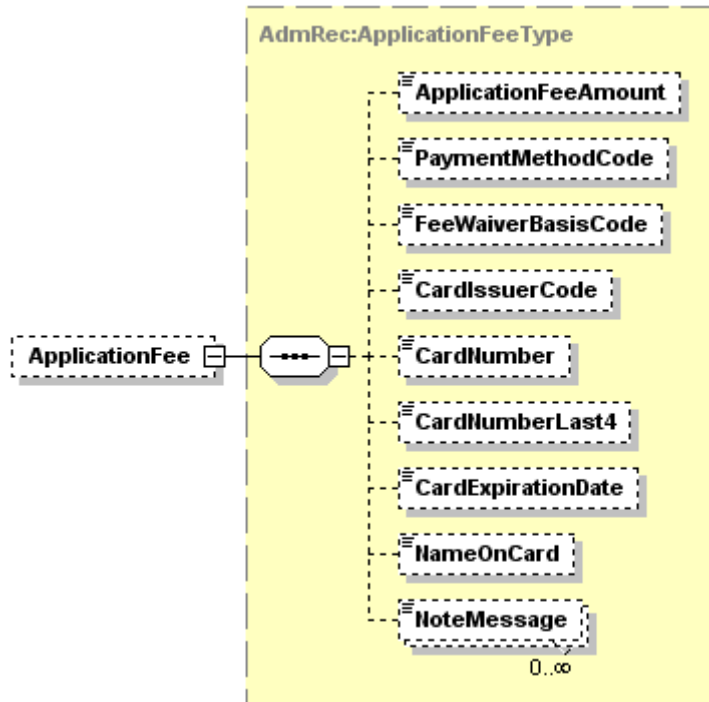 AdmRec:ApplicationFeeType
ApplicationFeeAmount
PaymentMethodCode
FeeWaiverBasisCode
CardIssuerCode
ApplicationFee
CardNumber
CardNumberLast4
CardExpirationDate
NameOnCard
NoteMessage
0..∞